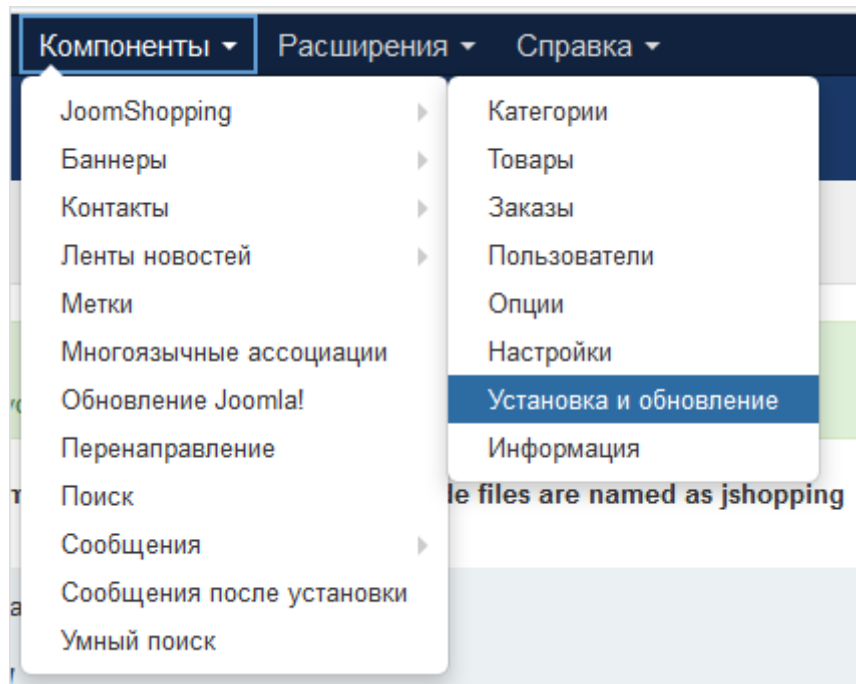 Компоненты Расширения Справка
JoomShopping
Баннеры
Контакты
Ленты новостей
Метки
Многоязычные ассоциации
Обновление Joomla!
Перенаправление
Поиск
Сообщения
Сообщения после установки
Умный поиск
Категории
Товары
Заказы
Пользователи
Опции
Настройки
Установка и обновление
Информация
files are named as jshopping